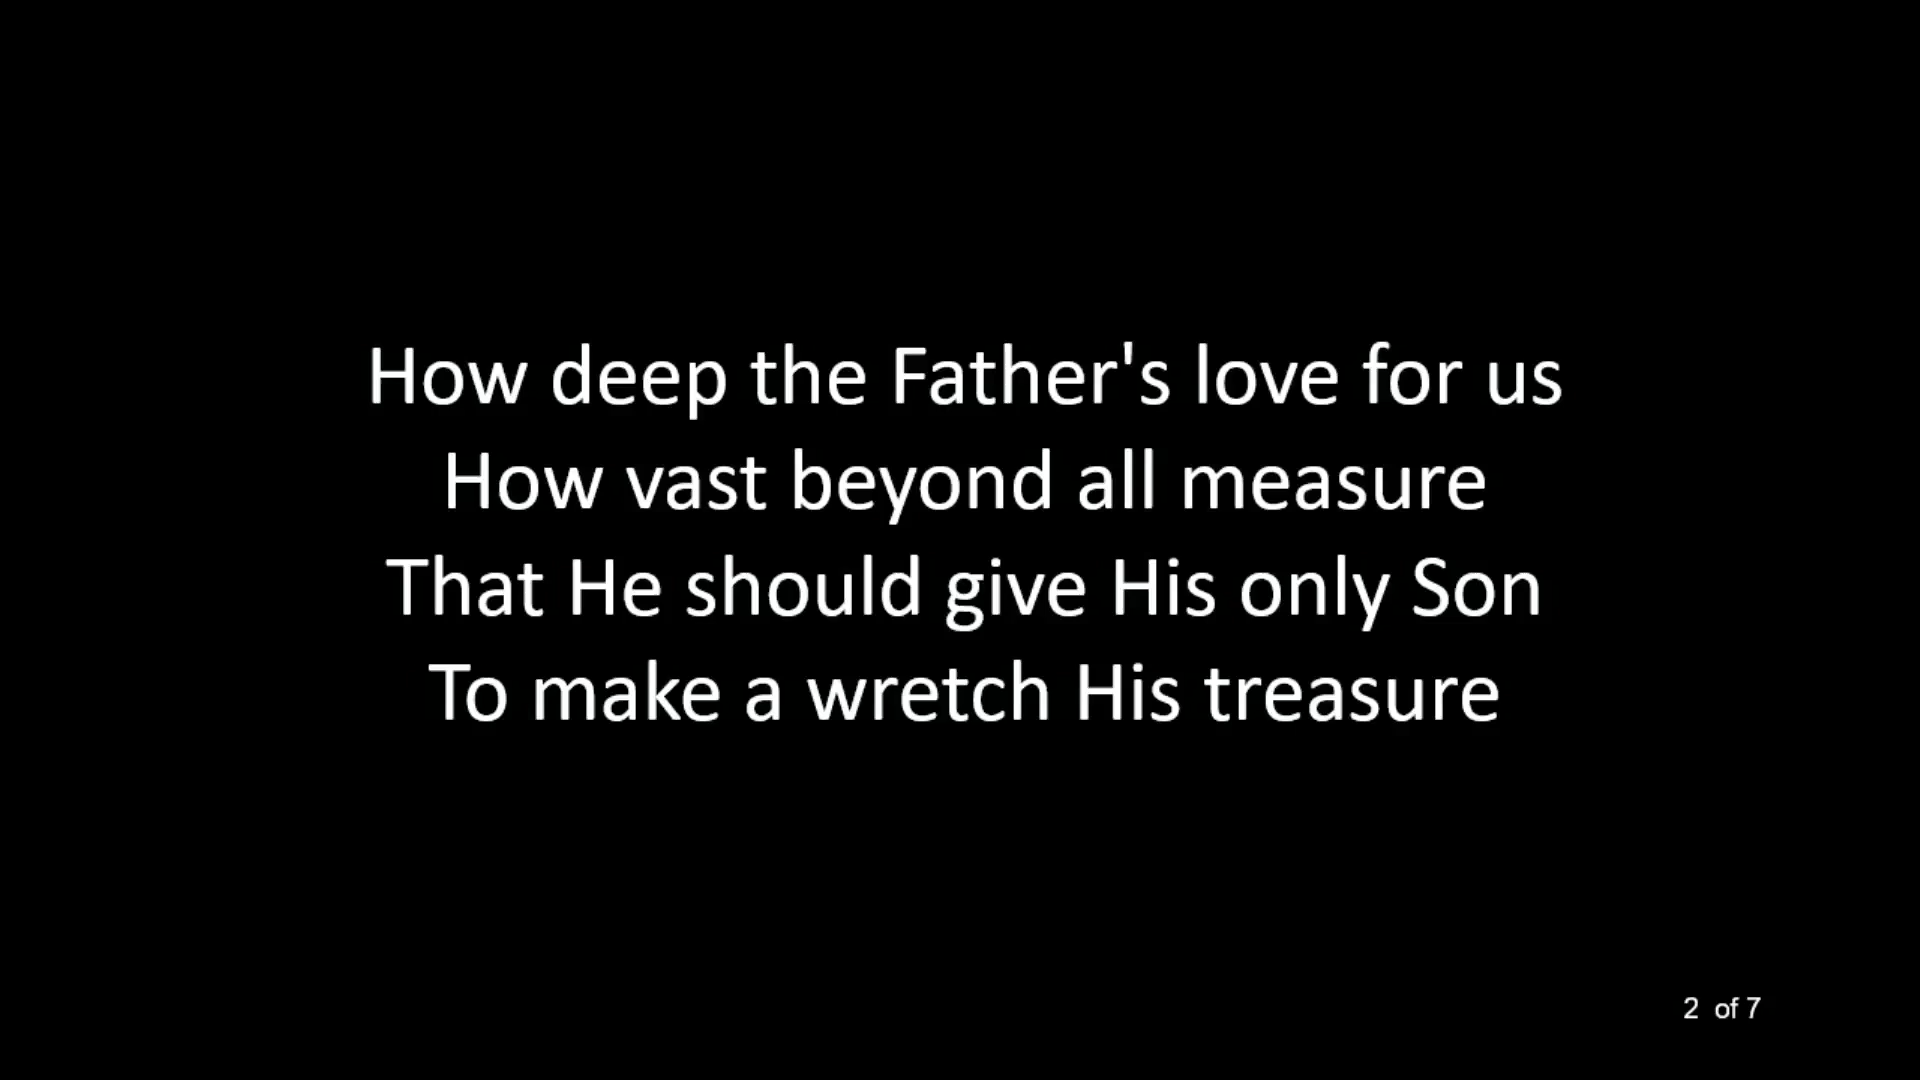 How deep the Father's love for us
How vast beyond all measure
That He should give His only Son
To make a wretch His treasure
2 of 7